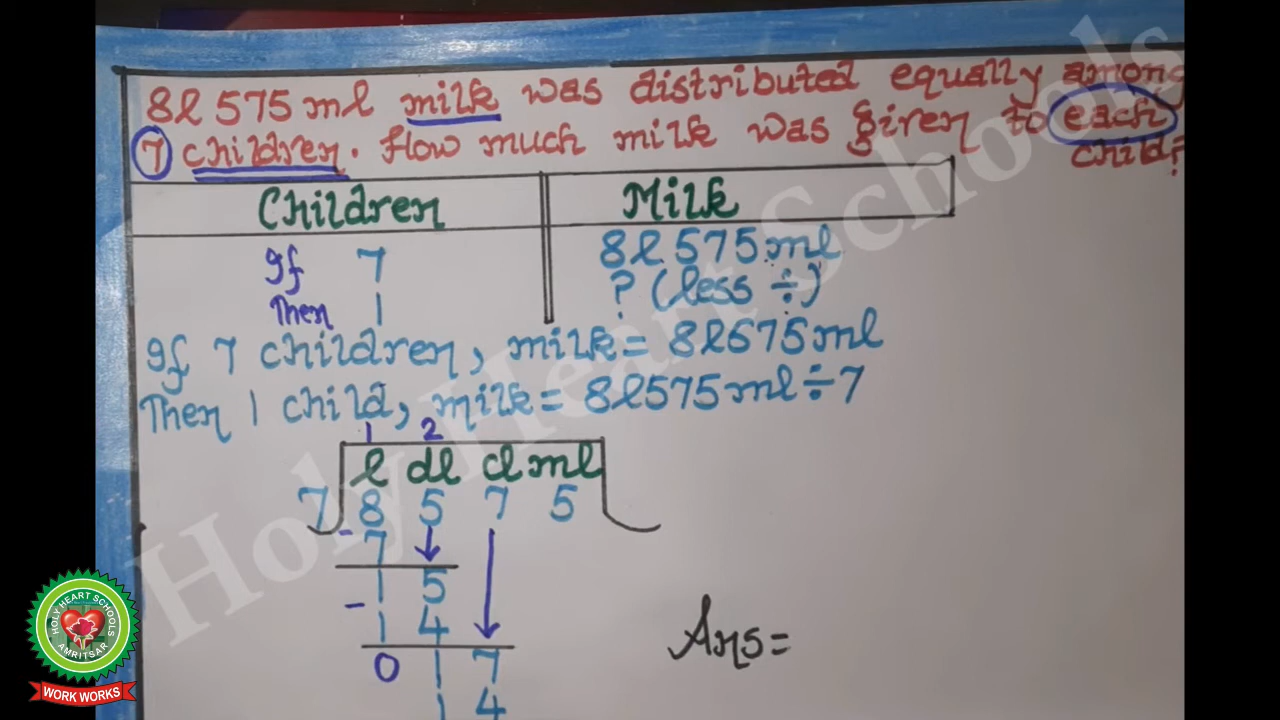 8l 575 ml milk was distributed equally among
7 children. How much milk was given to each
child?
Children Milk
If 7 8l 575 ml
Then 1 ? (less ÷)
If 7 children, milk = 8l 575 ml
Then 1 child, milk = 8l 575 ml ÷ 7
1 2
l dl cl ml
7 8 5 7 5
- 7
1 5
- 1 4
0 1 7
1 4
Ans =
Holy Heart Schools
HOLY HEART SCHOOLS
AMRITSAR
WORK WORKS